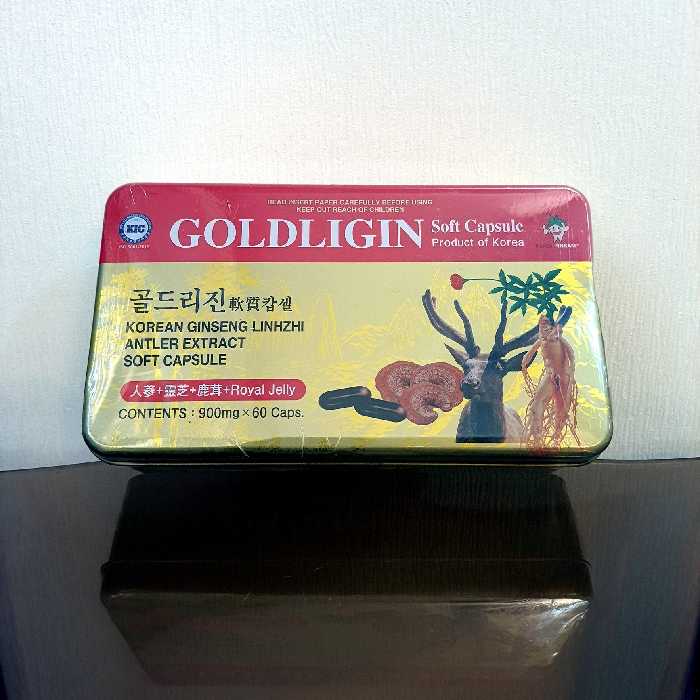 READ INSERT PAPER CAREFULLY BEFORE USING
KEEP OUT REACH OF CHILDREN
KIC
GOLDLIGIN
Soft Capsule
Product of Korea
골드리진 軟質캅셀
KOREAN GINSENG LINHZHI
ANTLER EXTRACT
SOFT CAPSULE
人參+靈芝+鹿茸+Royal Jelly
CONTENTS : 900mg × 60 Caps.